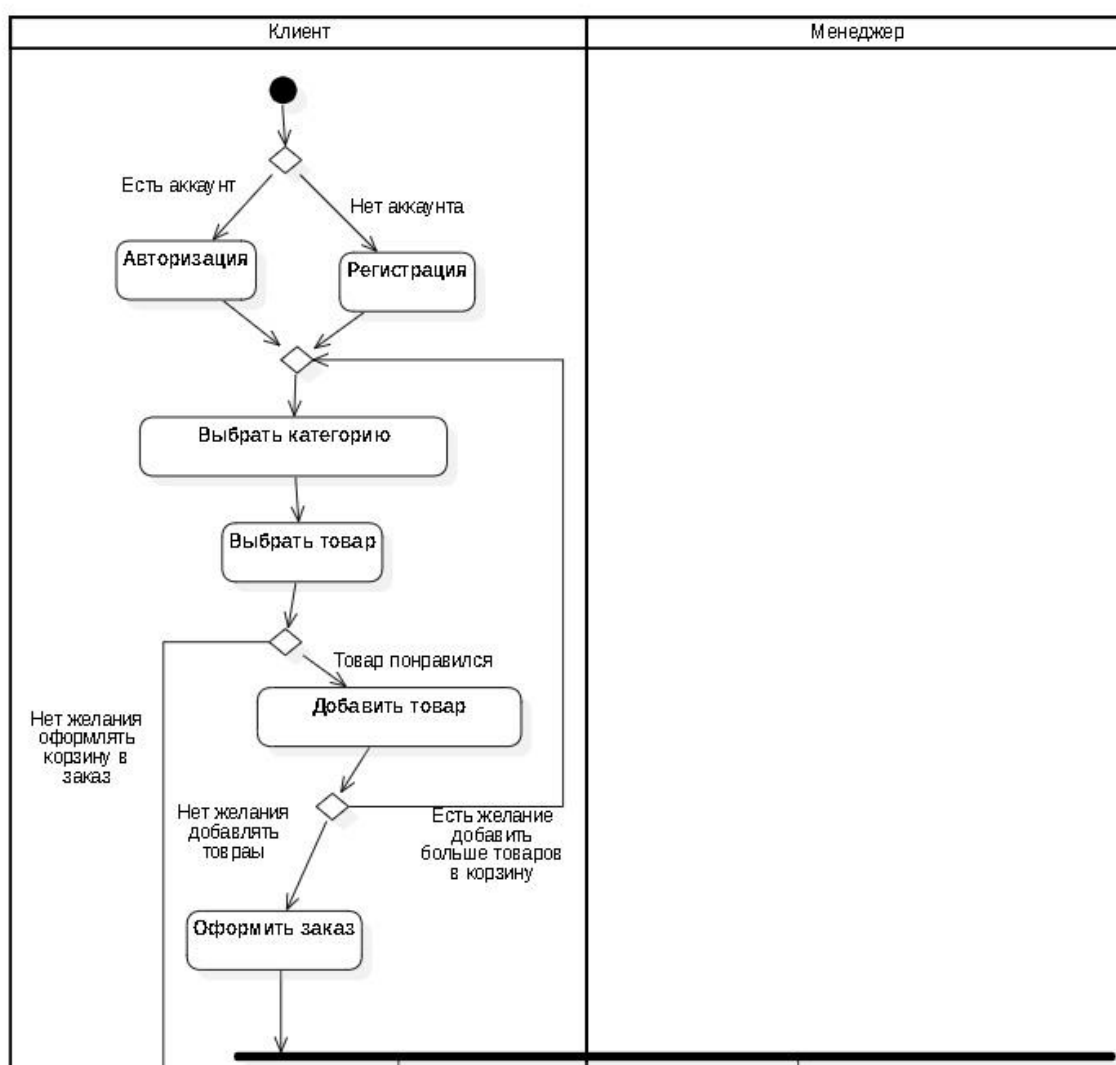 Клиент
Менеджер
Есть аккаунт
Нет аккаунта
Авторизация
Регистрация
Выбрать категорию
Выбрать товар
Товар понравился
Добавить товар
Нет желания
оформлять
корзину в
заказ
Нет желания
добавлять
товраы
Есть желание
добавить
больше товаров
в корзину
Оформить заказ